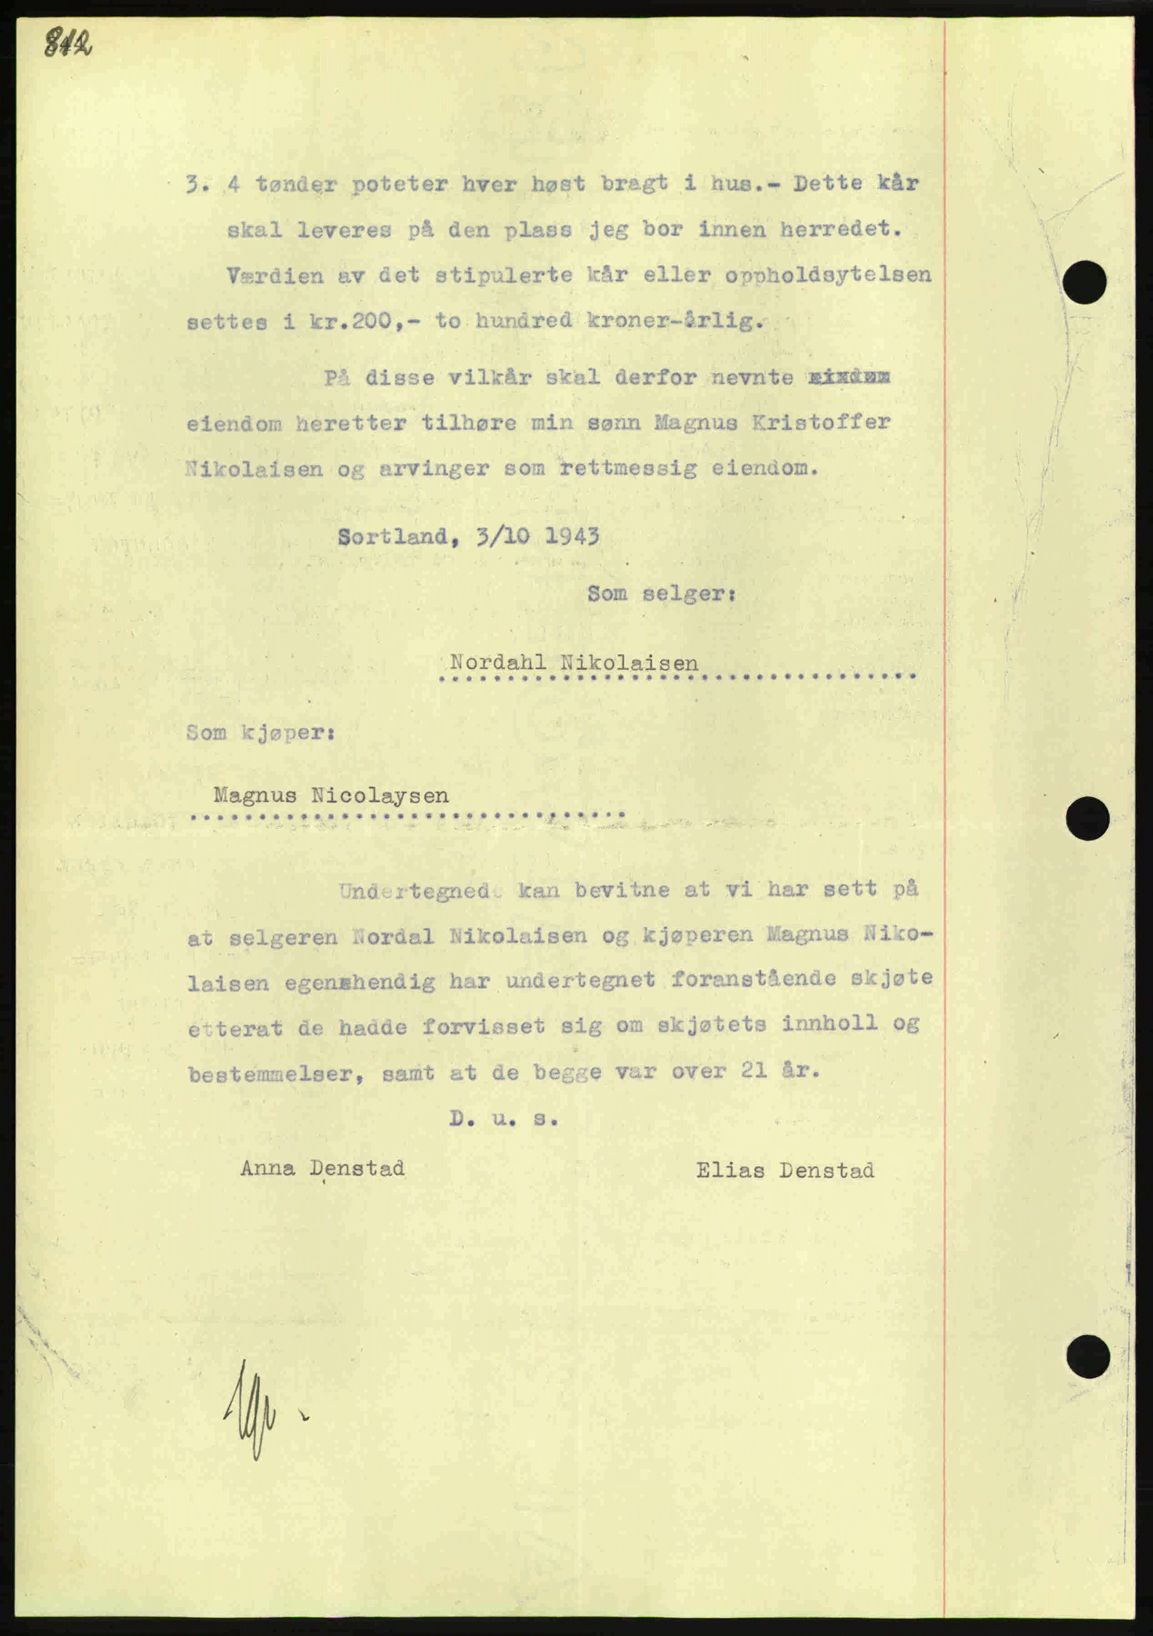 812
3. 4 tønder poteter hver høst bragt i hus.- Dette kår
skal leveres på den plass jeg bor innen herredet.
Værdien av det stipulerte kår eller oppholdsytelsen
settes i kr.200,- to hundred kroner-årlig.
På disse vilkår skal derfor nevnte
eiendom heretter tilhøre min sønn Magnus Kristoffer
Nikolaisen og arvinger som rettmessig eiendom.
Sortland, 3/10 1943
Som selger:
Nordahl Nikolaisen
Som kjøper:
Magnus Nicolaysen
Undertegnede kan bevitne at vi har sett på
at selgeren Nordal Nikolaisen og kjøperen Magnus Niko-
laisen egenhendig har undertegnet foranstående skjøte
etterat de hadde forvisset sig om skjøtets innholl og
bestemmelser, samt at de begge var over 21 år.
D. u. s.
Anna Denstad Elias Denstad